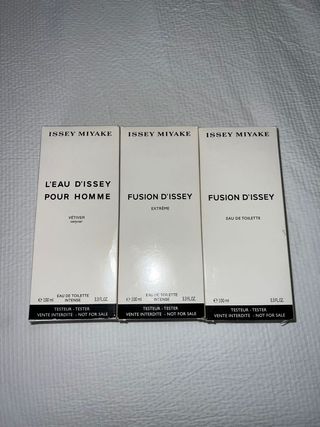 ISSEY MIYAKE
L'EAU D'ISSEY
POUR HOMME
VÉTIVER
vetyver
EAU DE TOILETTE
INTENSE
℮ 100 ml 3.3 FL.OZ.
TESTEUR - TESTER
VENTE INTERDITE - NOT FOR SALE
ISSEY MIYAKE
FUSION D'ISSEY
EXTRÊME
EAU DE TOILETTE
INTENSE
℮ 100 ml 3.3 FL.OZ.
TESTEUR - TESTER
VENTE INTERDITE - NOT FOR SALE
ISSEY MIYAKE
FUSION D'ISSEY
EAU DE TOILETTE
℮ 100 ml 3.3 FL.OZ.
TESTEUR - TESTER
VENTE INTERDITE - NOT FOR SALE